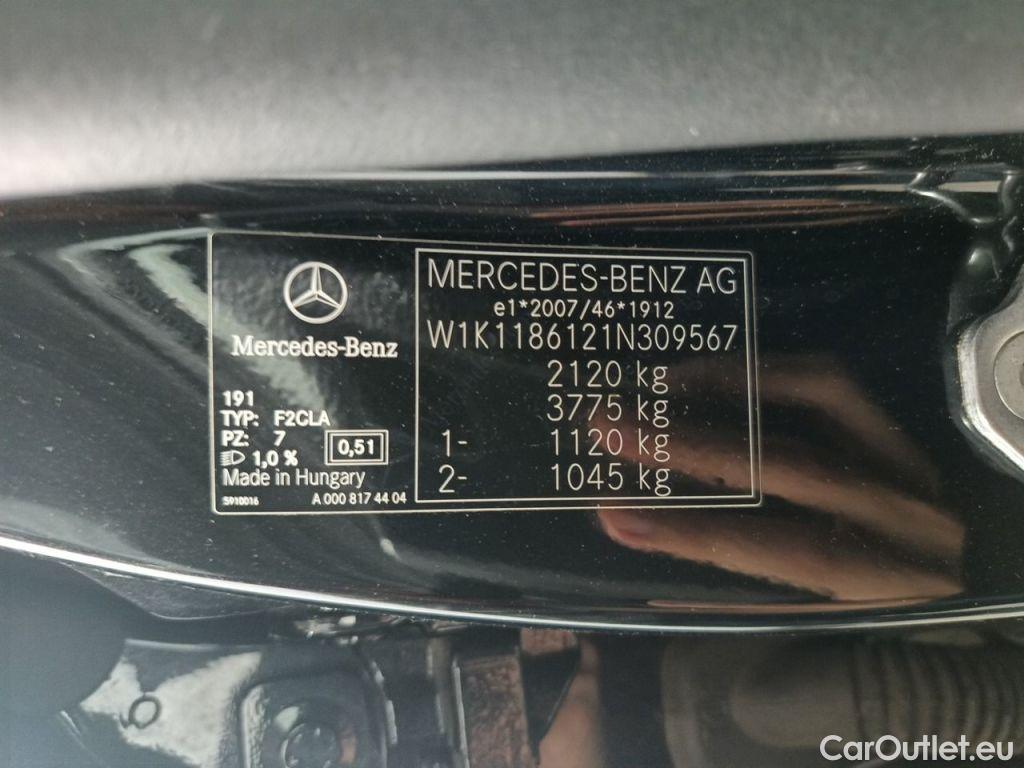 Mercedes-Benz
191
TYP: F2CLA
PZ: 7
1,0 %
0,51
Made in Hungary
5910016
A 000 817 44 04
MERCEDES-BENZ AG
e1*2007/46*1912
W1K1186121N309567
2120 kg
3775 kg
1- 1120 kg
2- 1045 kg
CarOutlet.eu